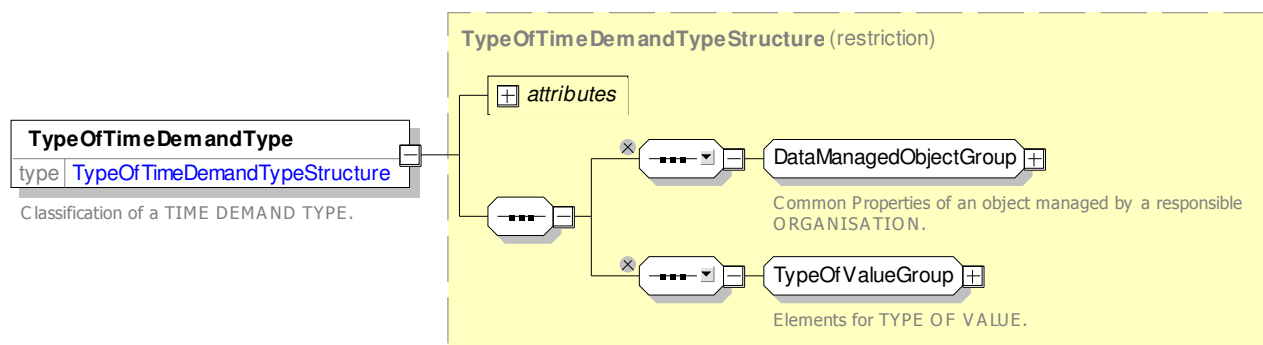 TypeOfTimeDemandTypeStructure (restriction)
attributes
TypeOfTimeDemandType
type TypeOfTimeDemandTypeStructure
Classification of a TIME DEMAND TYPE.
DataManagedObjectGroup
Common Properties of an object managed by a responsible
ORGANISATION.
TypeOfValueGroup
Elements for TYPE OF VALUE.